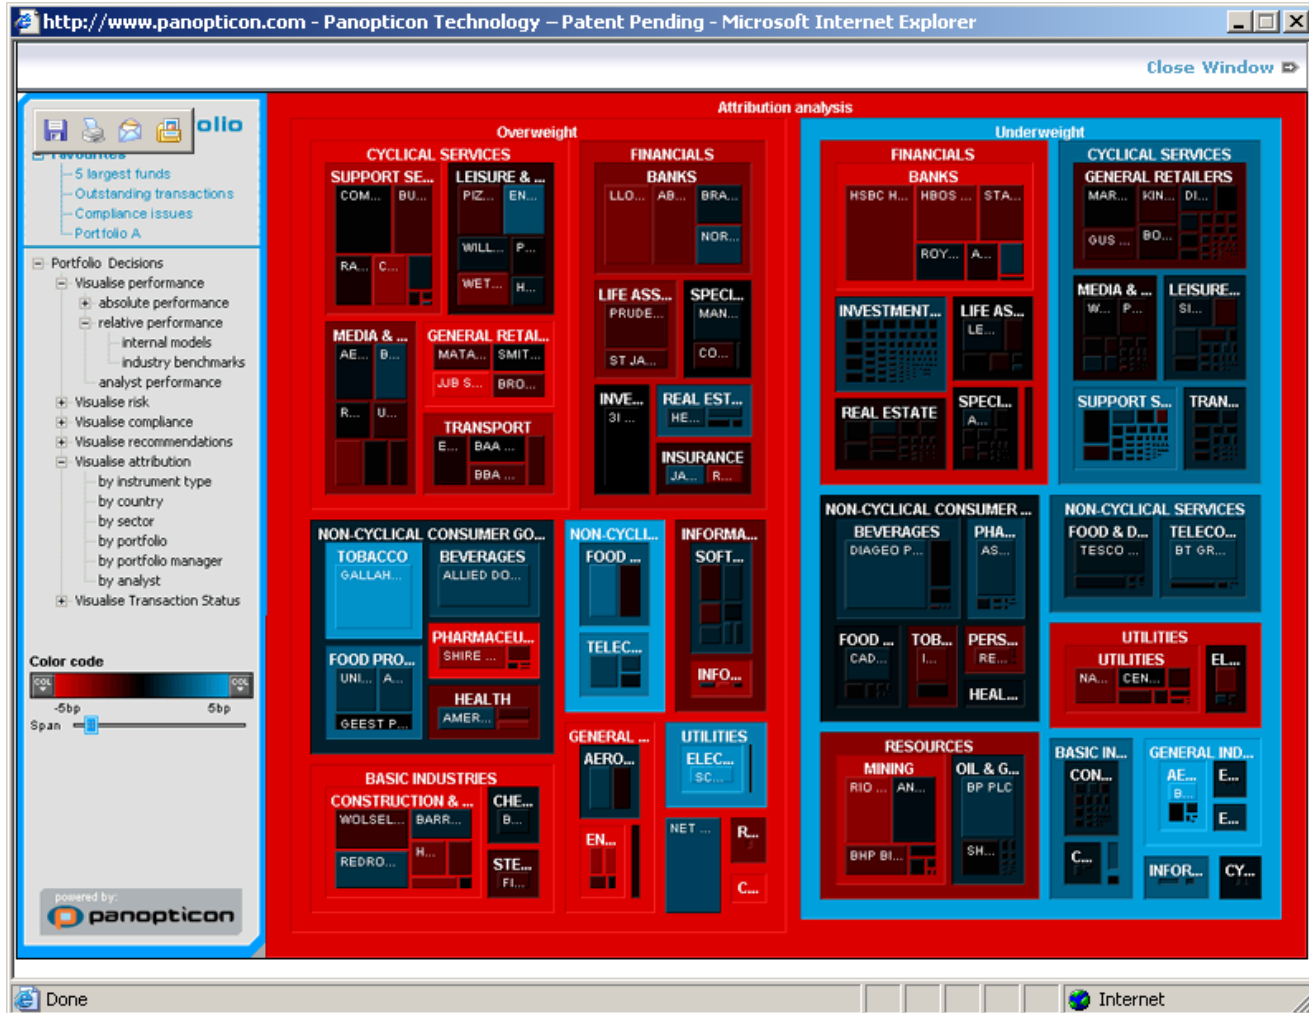 http://www.panopticon.com - Panopticon Technology – Patent Pending - Microsoft Internet Explorer
Close Window
olio
Favourites
5 largest funds
Outstanding transactions
Compliance issues
Portfolio A
Portfolio Decisions
Visualise performance
absolute performance
relative performance
internal models
industry benchmarks
analyst performance
Visualise risk
Visualise compliance
Visualise recommendations
Visualise attribution
by instrument type
by country
by sector
by portfolio
by portfolio manager
by analyst
Visualise Transaction Status
Color code
COL COL
-5bp 5bp
Span
powered by:
panopticon
Attribution analysis
Overweight
CYCLICAL SERVICES
SUPPORT SE...
COM... BU...
RA... C...
LEISURE & ...
PIZ... EN...
WILL... P...
WET... H...
MEDIA & ...
AE... B...
R... U...
GENERAL RETAI...
MATA... SMIT...
JJB S... BRO...
TRANSPORT
E... BAA ...
BBA ...
FINANCIALS
BANKS
LLO... AB... BRA...
NOR...
LIFE ASS...
PRUDE...
ST JA...
SPECI...
MAN...
CO...
INVE...
3I ...
REAL EST...
HE...
INSURANCE
JA... R...
NON-CYCLICAL CONSUMER GO...
TOBACCO
GALLAH...
BEVERAGES
ALLIED DO...
FOOD PRO...
UNI... A...
GEEST P...
PHARMACEU...
SHIRE ...
HEALTH
AMER...
NON-CYCLI...
FOOD ...
TELEC...
INFORMA...
SOFT...
INFO...
BASIC INDUSTRIES
CONSTRUCTION & ...
WOLSEL... BARR...
REDRO... H...
CHE...
B...
STE...
FI...
GENERAL ...
AERO...
EN...
UTILITIES
ELEC...
SC...
NET ...
R...
C...
Underweight
FINANCIALS
BANKS
HSBC H... HBOS ... STA...
ROY... A...
INVESTMENT...
LIFE AS...
LE...
REAL ESTATE
SPECI...
A...
CYCLICAL SERVICES
GENERAL RETAILERS
MAR... KIN... DI...
GUS ... BO...
MEDIA & ...
W... P...
LEISURE...
SI...
SUPPORT S...
TRAN...
NON-CYCLICAL CONSUMER ...
BEVERAGES
DIAGEO P...
PHA...
AS...
FOOD ...
CAD...
TOB...
I...
PERS...
RE...
HEAL...
NON-CYCLICAL SERVICES
FOOD & D...
TESCO ...
TELECO...
BT GR...
UTILITIES
UTILITIES
NA... CEN...
EL...
RESOURCES
MINING
RIO ... AN...
BHP BI...
OIL & G...
BP PLC
SH...
BASIC IN...
CON...
C...
GENERAL IND...
AE...
B...
E...
E...
INFOR...
CY...
Done
Internet